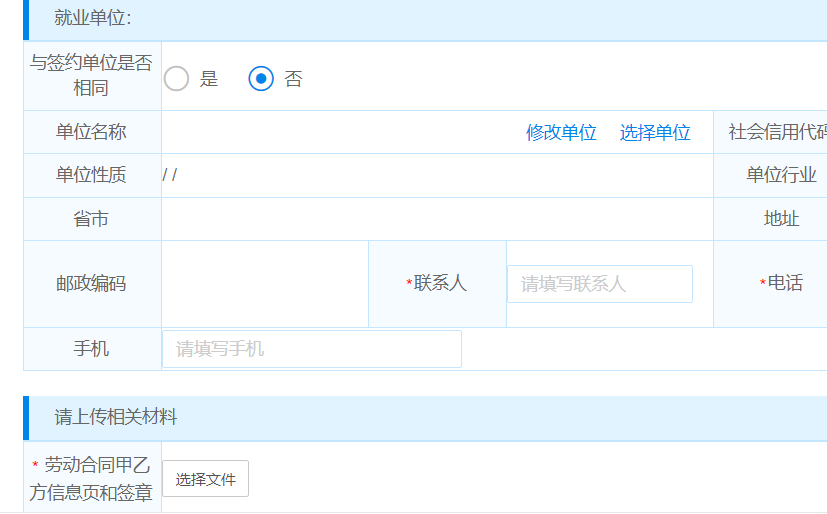 就业单位:
与签约单位是否
相同
是 否
单位名称 修改单位 选择单位 社会信用代码
单位性质 / / 单位行业
省市 地址
邮政编码 *联系人 请填写联系人 *电话
手机 请填写手机
请上传相关材料
* 劳动合同甲乙
方信息页和签章 选择文件